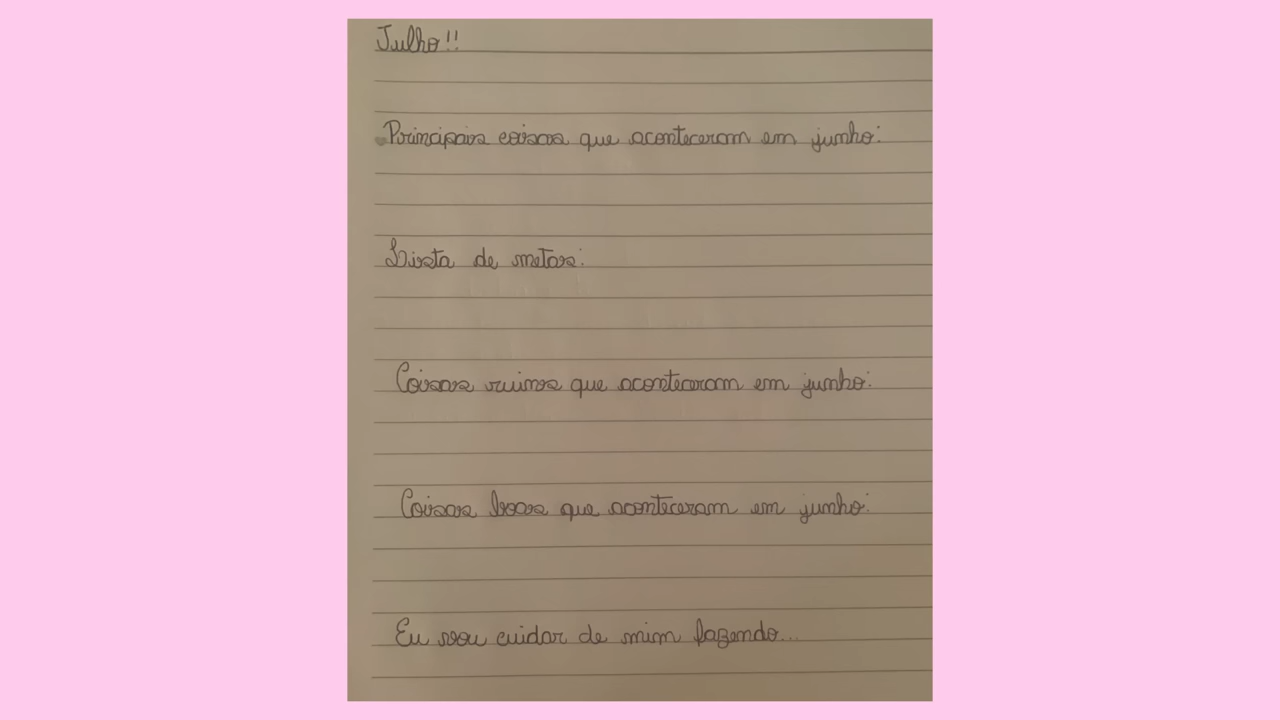 Julho!!
Principais coisas que aconteceram em junho:
Lista de metas:
Coisas ruims que aconteceram em junho:
Coisas boas que aconteceram em junho:
Eu vou cuidar de mim fazendo...